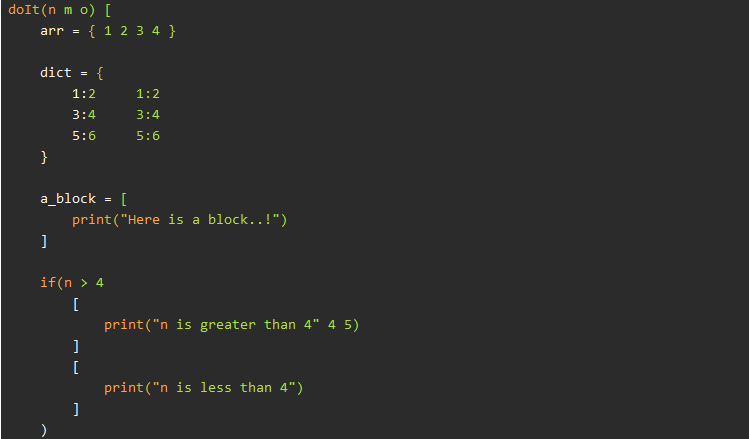 doIt(n m o) [
    arr = { 1 2 3 4 }

    dict = {
        1:2     1:2
        3:4     3:4
        5:6     5:6
    }

    a_block = [
        print("Here is a block..!")
    ]

    if(n > 4
        [
            print("n is greater than 4" 4 5)
        ]
        [
            print("n is less than 4")
        ]
    )